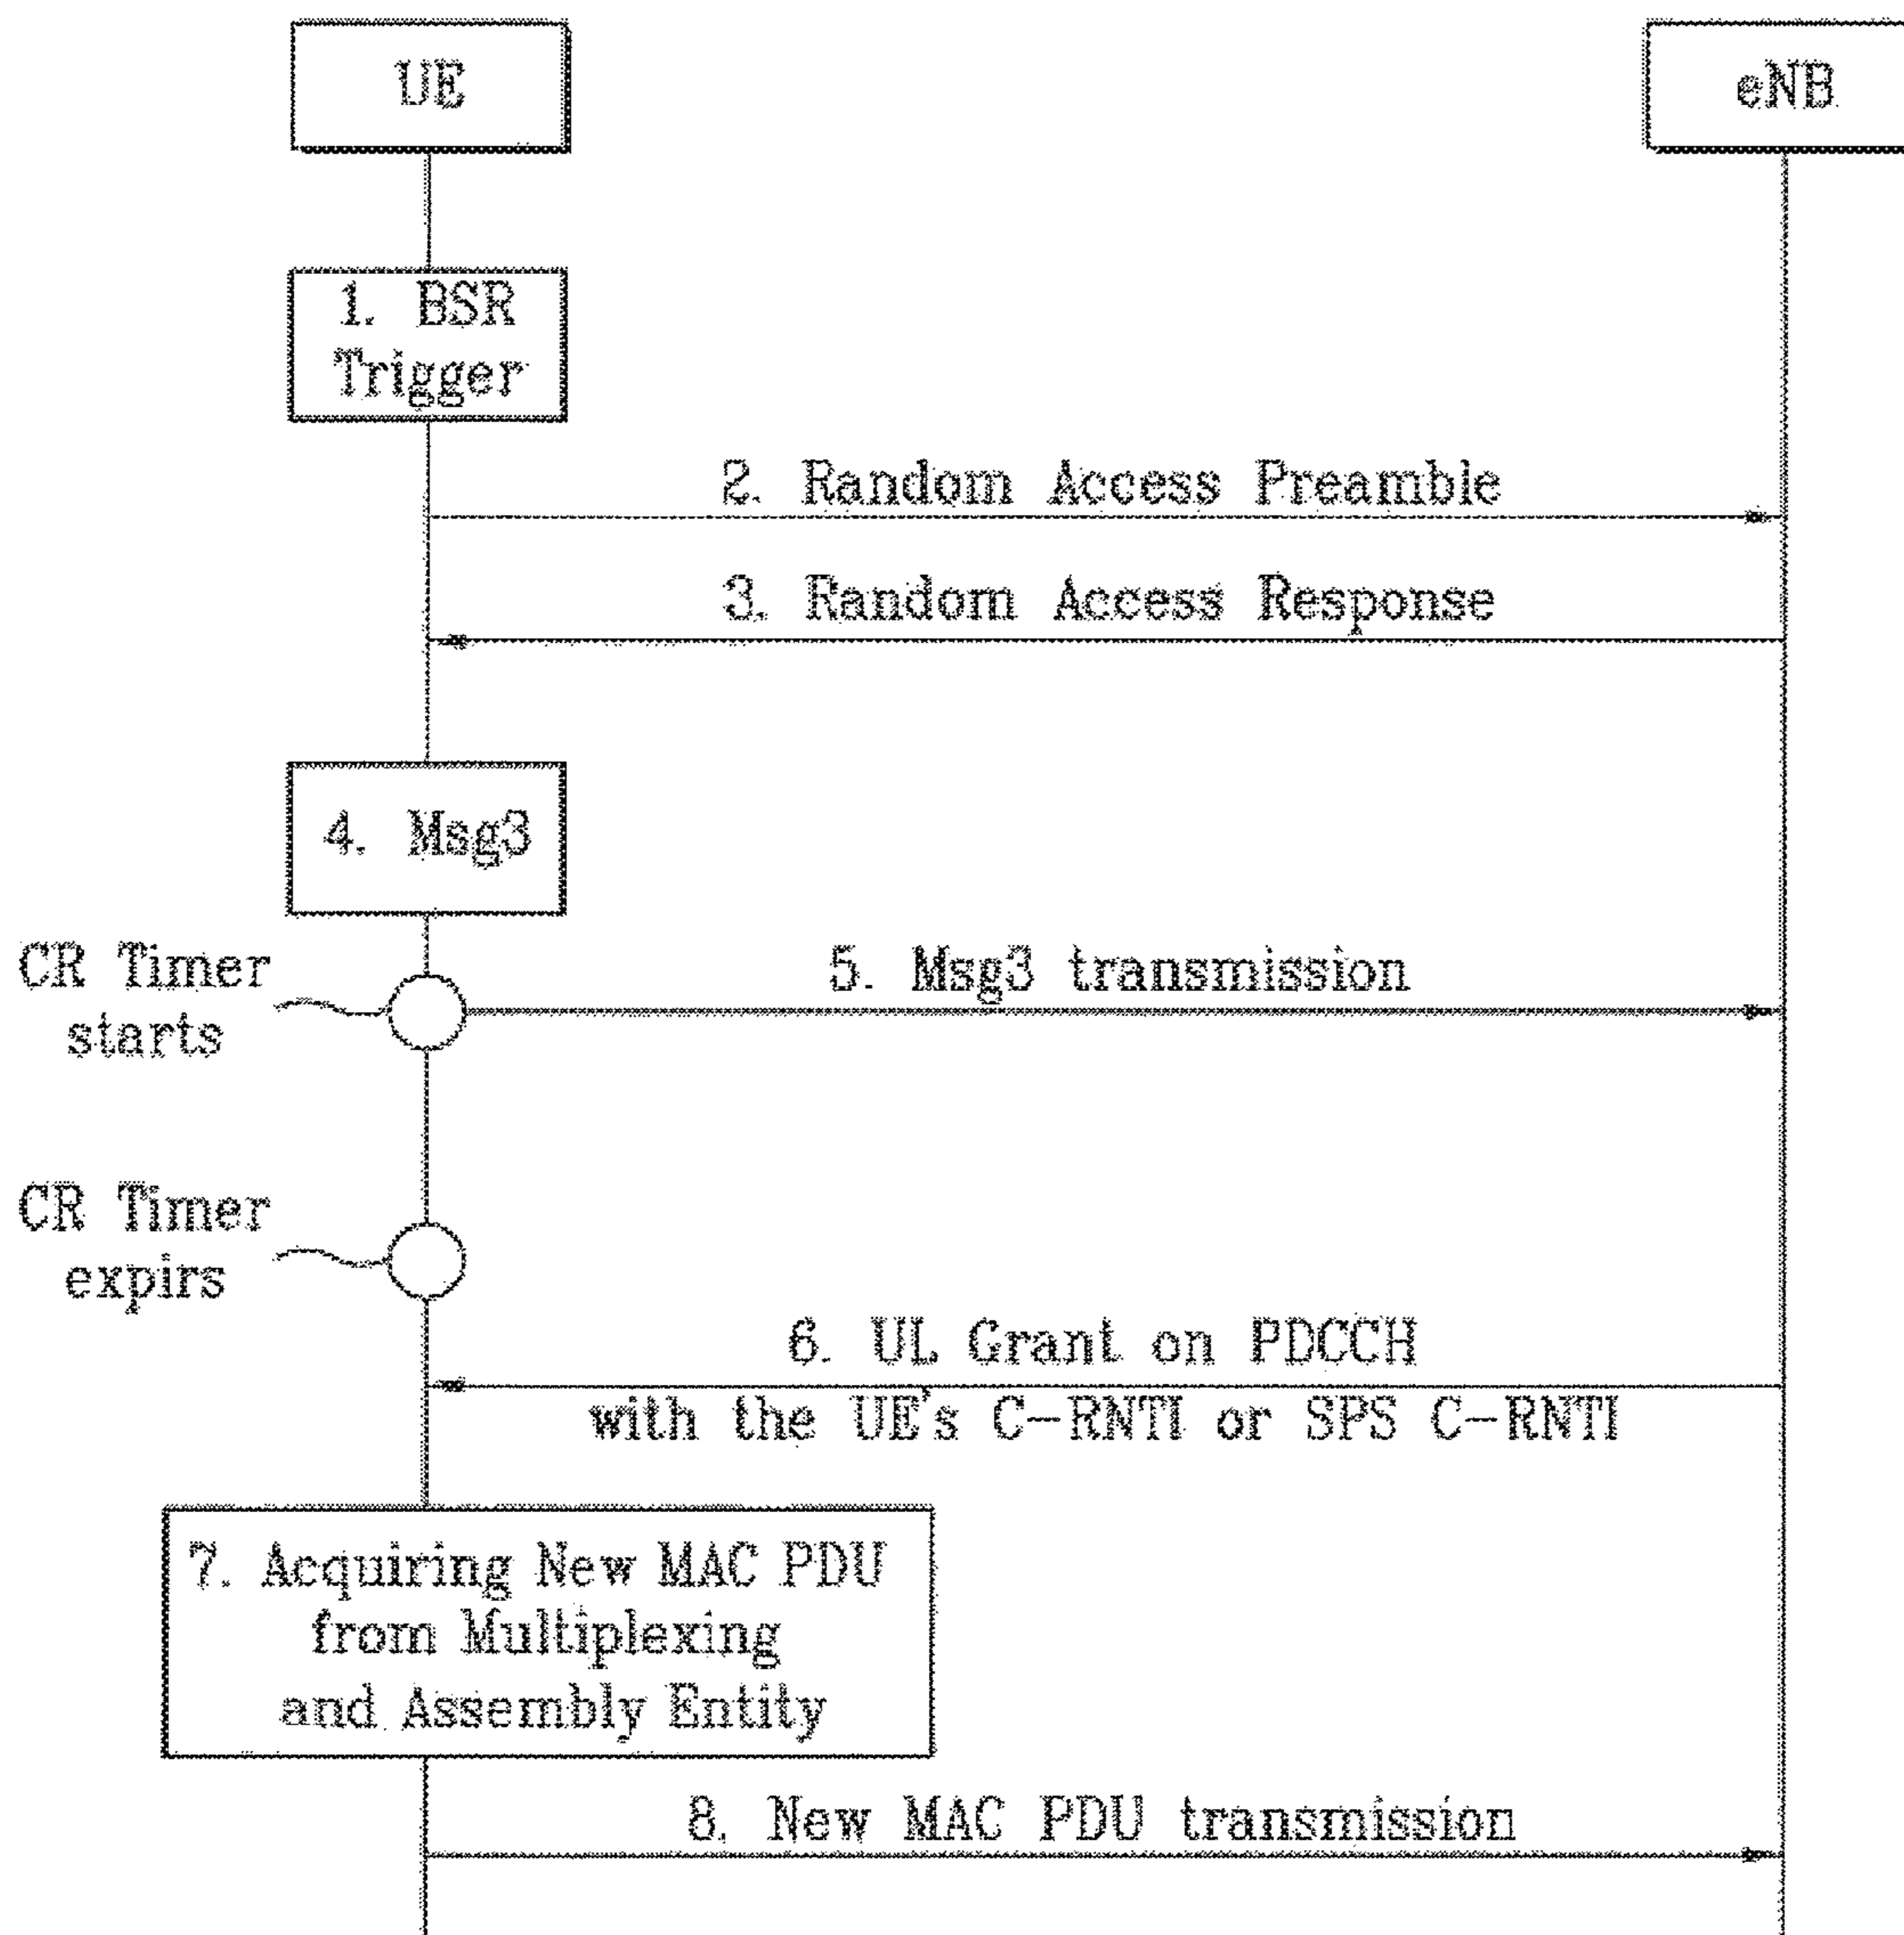 UE
eNB
1. BSR
Trigger
2. Random Access Preamble
3. Random Access Response
4. Msg3
CR Timer
starts
5. Msg3 transmission
CR Timer
expirs
6. UL Grant on PDCCH
with the UE's C-RNTI or SPS C-RNTI
7. Acquiring New MAC PDU
from Multiplexing
and Assembly Entity
8. New MAC PDU transmission